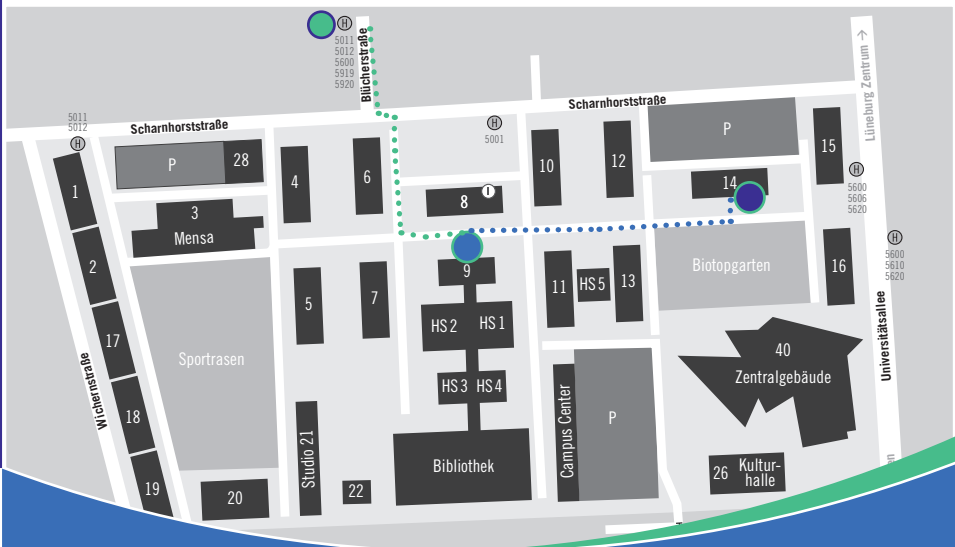 H
5011
5012
5600
5919
5920
Blücherstraße
Lüneburg Zentrum →
Scharnhorststraße
5011
5012
H
Scharnhorststraße
H
5001
P
15
1
P
28
4
6
8
i
10
12
14
H
5600
5606
5620
3
Mensa
2
9
11
HS 5
13
Biotopgarten
16
H
5600
5610
5620
5
7
HS 2
HS 1
17
Sportrasen
40
Zentralgebäude
Universitätsallee
Wichernstraße
18
HS 3
HS 4
Campus Center
P
19
20
Studio 21
22
Bibliothek
26
Kultur-
halle